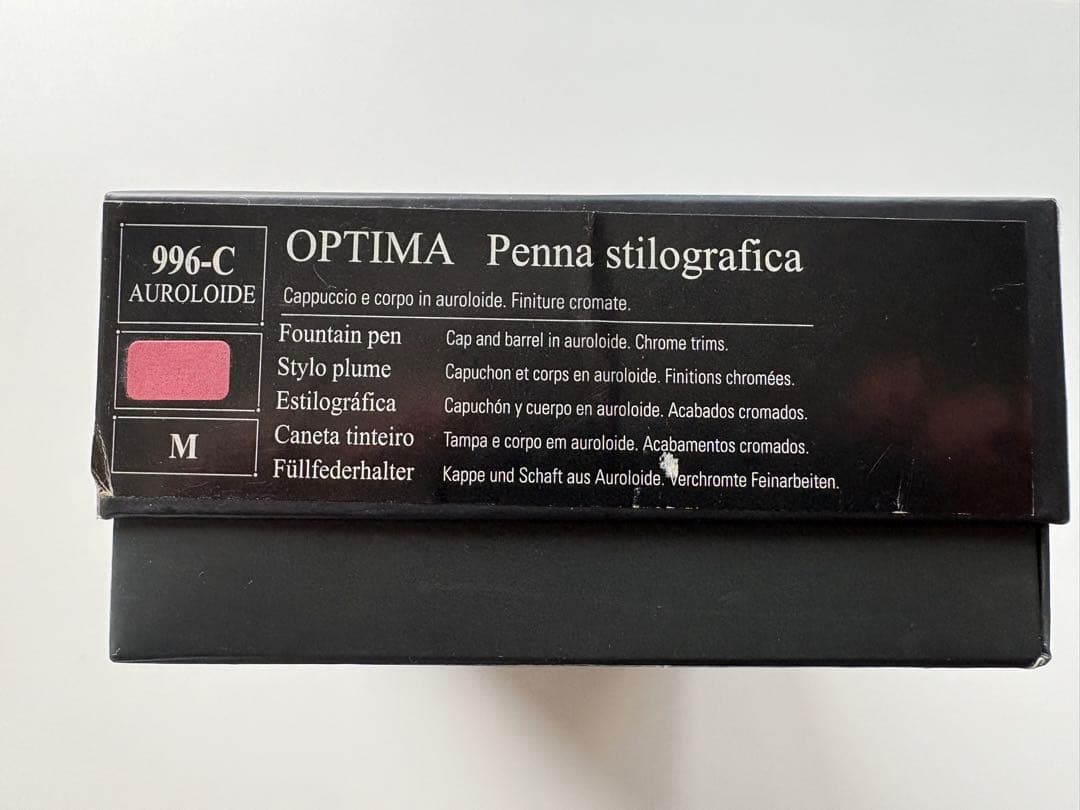 996-C
AUROLOIDE
M
OPTIMA Penna stilografica
Cappuccio e corpo in auroloide. Finiture cromate.
Fountain pen Cap and barrel in auroloide. Chrome trims.
Stylo plume Capuchon et corps en auroloide. Finitions chromées.
Estilográfica Capuchón y cuerpo en auroloide. Acabados cromados.
Caneta tinteiro Tampa e corpo em auroloide. Acabamentos cromados.
Füllfederhalter Kappe und Schaft aus Auroloide. Verchromte Feinarbeiten.